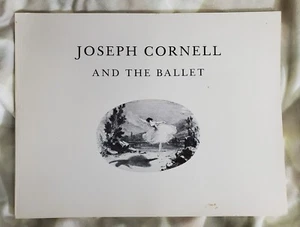 JOSEPH CORNELL
AND THE BALLET